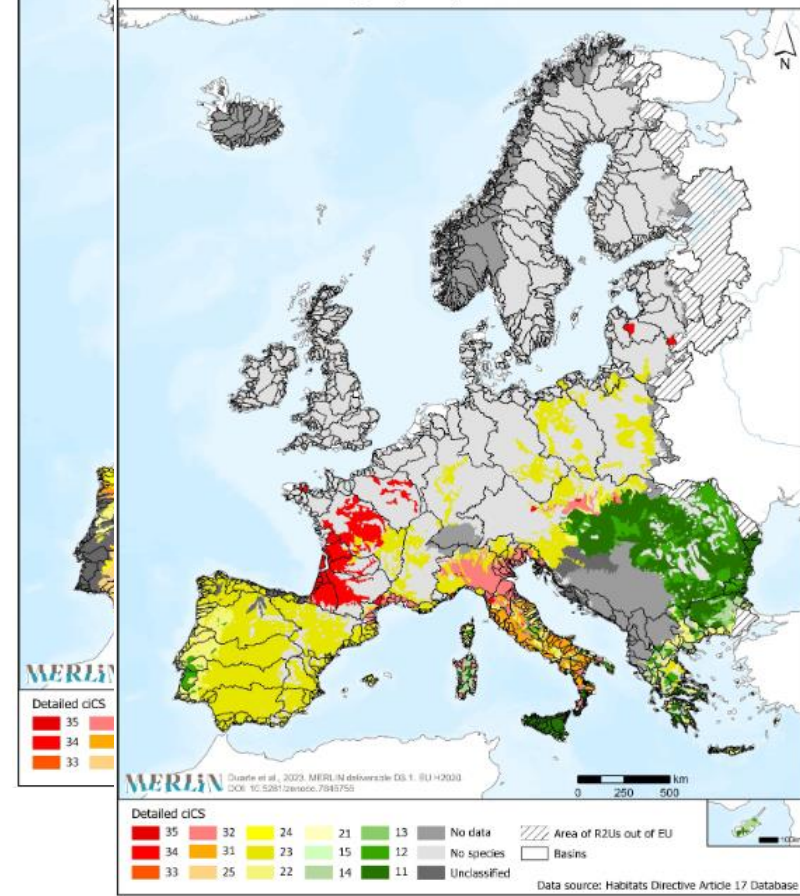 N
MERLIN
Detailed ciCS
35
34
33
MERLIN
Duarte et al., 2023. MERLIN deliverable D3.1. EU H2020
DOI: 10.5281/zenodo.7845755
km
0 250 500
Detailed ciCS
35 32 24 21 13 No data Area of R2Us out of EU
34 31 23 15 12 No species Basins
33 25 22 14 11 Unclassified
Data source: Habitats Directive Article 17 Database